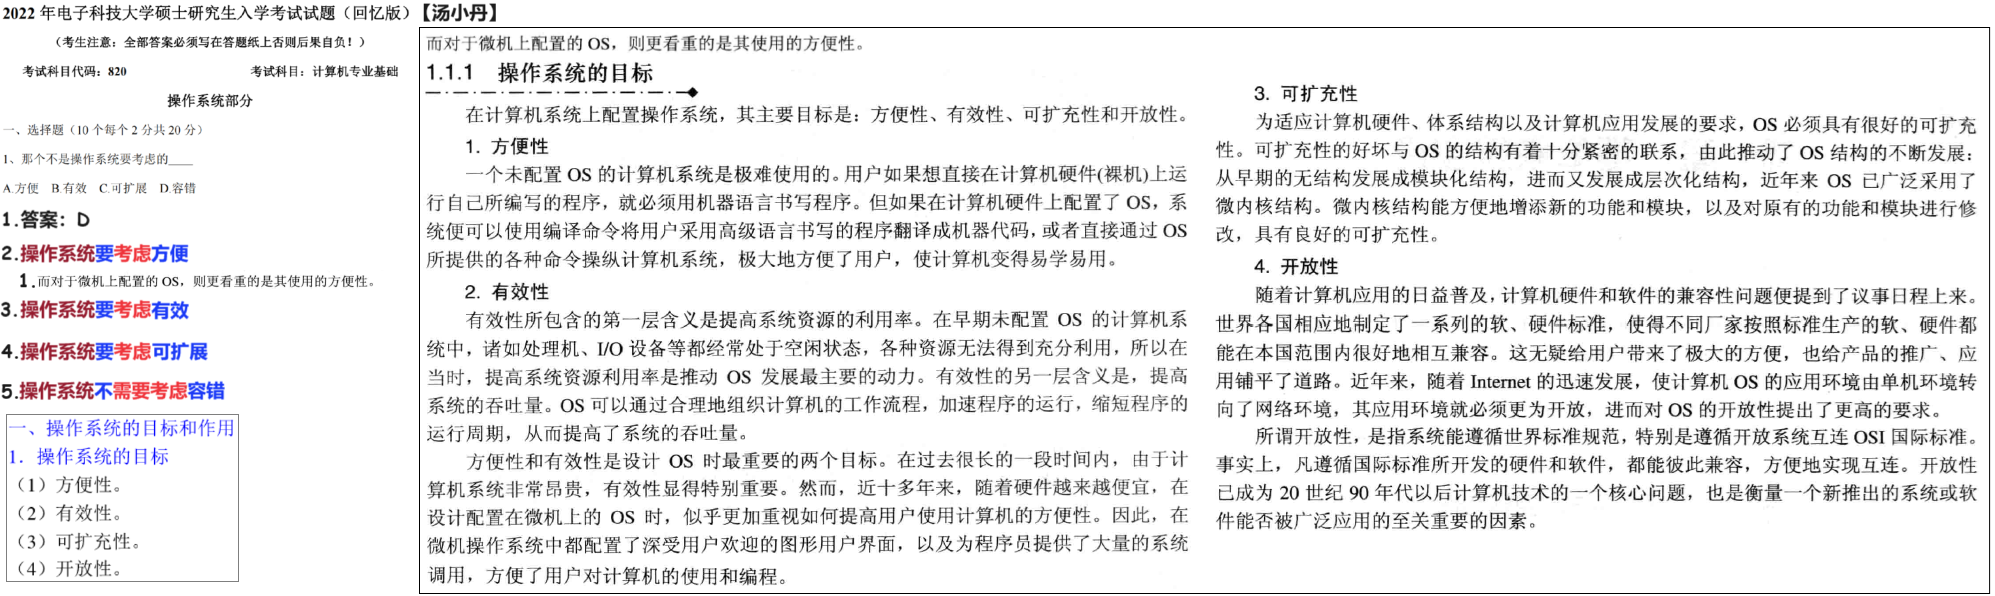 2022 年电子科技大学硕士研究生入学考试试题（回忆版）【汤小丹】
（考生注意：全部答案必须写在答题纸上否则后果自负！）
考试科目代码：820 考试科目：计算机专业基础
操作系统部分
一、选择题（10 个每个 2 分共 20 分）
1、那个不是操作系统要考虑的____
A.方便 B.有效 C.可扩展 D.容错
1.答案：D
2.操作系统要考虑方便
1.而对于微机上配置的 OS，则更看重的是其使用的方便性。
3.操作系统要考虑有效
4.操作系统要考虑可扩展
5.操作系统不需要考虑容错
一、操作系统的目标和作用
1．操作系统的目标
（1）方便性。
（2）有效性。
（3）可扩充性。
（4）开放性。
而对于微机上配置的 OS，则更看重的是其使用的方便性。
1.1.1 操作系统的目标
在计算机系统上配置操作系统，其主要目标是：方便性、有效性、可扩充性和开放性。
1. 方便性
一个未配置 OS 的计算机系统是极难使用的。用户如果想直接在计算机硬件(裸机)上运
行自己所编写的程序，就必须用机器语言书写程序。但如果在计算机硬件上配置了 OS，系
统便可以使用编译命令将用户采用高级语言书写的程序翻译成机器代码，或者直接通过 OS
所提供的各种命令操纵计算机系统，极大地方便了用户，使计算机变得易学易用。
2. 有效性
有效性所包含的第一层含义是提高系统资源的利用率。在早期未配置 OS 的计算机系
统中，诸如处理机、I/O 设备等都经常处于空闲状态，各种资源无法得到充分利用，所以在
当时，提高系统资源利用率是推动 OS 发展最主要的动力。有效性的另一层含义是，提高
系统的吞吐量。OS 可以通过合理地组织计算机的工作流程，加速程序的运行，缩短程序的
运行周期，从而提高了系统的吞吐量。
方便性和有效性是设计 OS 时最重要的两个目标。在过去很长的一段时间内，由于计
算机系统非常昂贵，有效性显得特别重要。然而，近十多年来，随着硬件越来越便宜，在
设计配置在微机上的 OS 时，似乎更加重视如何提高用户使用计算机的方便性。因此，在
微机操作系统中都配置了深受用户欢迎的图形用户界面，以及为程序员提供了大量的系统
调用，方便了用户对计算机的使用和编程。
3. 可扩充性
为适应计算机硬件、体系结构以及计算机应用发展的要求，OS 必须具有很好的可扩充
性。可扩充性的好坏与 OS 的结构有着十分紧密的联系，由此推动了 OS 结构的不断发展：
从早期的无结构发展成模块化结构，进而又发展成层次化结构，近年来 OS 已广泛采用了
微内核结构。微内核结构能方便地增添新的功能和模块，以及对原有的功能和模块进行修
改，具有良好的可扩充性。
4. 开放性
随着计算机应用的日益普及，计算机硬件和软件的兼容性问题便提到了议事日程上来。
世界各国相应地制定了一系列的软、硬件标准，使得不同厂家按照标准生产的软、硬件都
能在本国范围内很好地相互兼容。这无疑给用户带来了极大的方便，也给产品的推广、应
用铺平了道路。近年来，随着 Internet 的迅速发展，使计算机 OS 的应用环境由单机环境转
向了网络环境，其应用环境就必须更为开放，进而对 OS 的开放性提出了更高的要求。
所谓开放性，是指系统能遵循世界标准规范，特别是遵循开放系统互连 OSI 国际标准。
事实上，凡遵循国际标准所开发的硬件和软件，都能彼此兼容，方便地实现互连。开放性
已成为 20 世纪 90 年代以后计算机技术的一个核心问题，也是衡量一个新推出的系统或软
件能否被广泛应用的至关重要的因素。